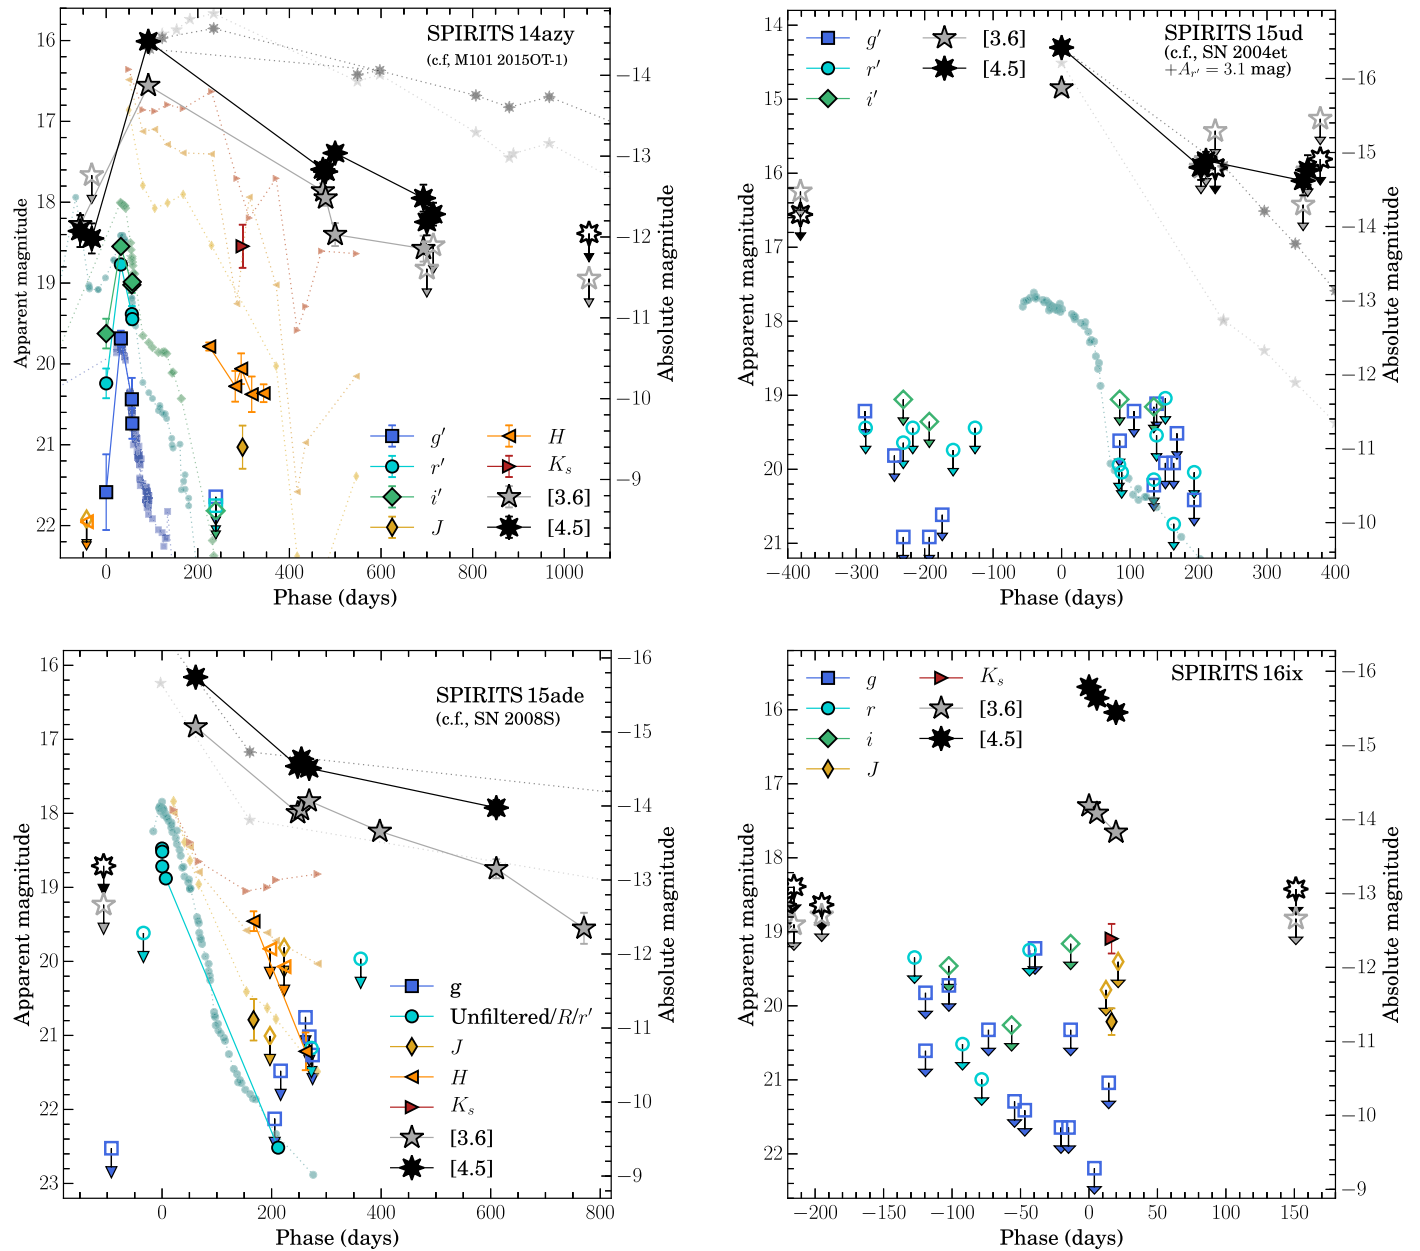 SPIRITS 14azy
(c.f, M101 2015OT-1)
16
17
18
19
20
21
22
Apparent magnitude
−14
−13
−12
−11
−10
−9
Absolute magnitude
g′
r′
i′
J
H
K_s
[3.6]
[4.5]
0
200
400
600
800
1000
Phase (days)
g′
r′
i′
[3.6]
[4.5]
SPIRITS 15ud
(c.f., SN 2004et
+A_r′ = 3.1 mag)
14
15
16
17
18
19
20
21
Apparent magnitude
−16
−15
−14
−13
−12
−11
−10
Absolute magnitude
−400
−300
−200
−100
0
100
200
300
400
Phase (days)
SPIRITS 15ade
(c.f., SN 2008S)
16
17
18
19
20
21
22
23
Apparent magnitude
−16
−15
−14
−13
−12
−11
−10
−9
Absolute magnitude
g
Unfiltered/R/r′
J
H
K_s
[3.6]
[4.5]
0
200
400
600
800
Phase (days)
g
r
i
J
K_s
[3.6]
[4.5]
SPIRITS 16ix
16
17
18
19
20
21
22
Apparent magnitude
−16
−15
−14
−13
−12
−11
−10
−9
Absolute magnitude
−200
−150
−100
−50
0
50
100
150
Phase (days)